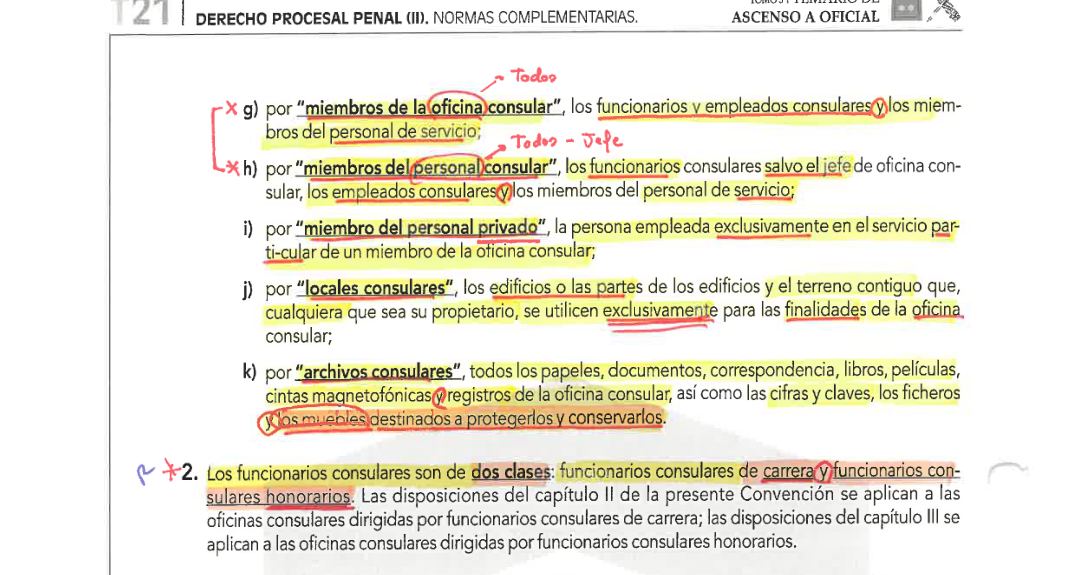 T21
DERECHO PROCESAL PENAL (II). NORMAS COMPLEMENTARIAS.
ASCENSO A OFICIAL
Todos
* g) por "miembros de la oficina consular", los funcionarios y empleados consulares y los miem-
bros del personal de servicio;
Todos - Jefe
* h) por "miembros del personal consular", los funcionarios consulares salvo el jefe de oficina con-
sular, los empleados consulares y los miembros del personal de servicio;
i) por "miembro del personal privado", la persona empleada exclusivamente en el servicio par-
ti-cular de un miembro de la oficina consular;
j) por "locales consulares", los edificios o las partes de los edificios y el terreno contiguo que,
cualquiera que sea su propietario, se utilicen exclusivamente para las finalidades de la oficina
consular;
k) por "archivos consulares", todos los papeles, documentos, correspondencia, libros, películas,
cintas magnetofónicas y registros de la oficina consular, así como las cifras y claves, los ficheros
y los muebles destinados a protegerlos y conservarlos.
* 2. Los funcionarios consulares son de dos clases: funcionarios consulares de carrera y funcionarios con-
sulares honorarios. Las disposiciones del capítulo II de la presente Convención se aplican a las
oficinas consulares dirigidas por funcionarios consulares de carrera; las disposiciones del capítulo III se
aplican a las oficinas consulares dirigidas por funcionarios consulares honorarios.